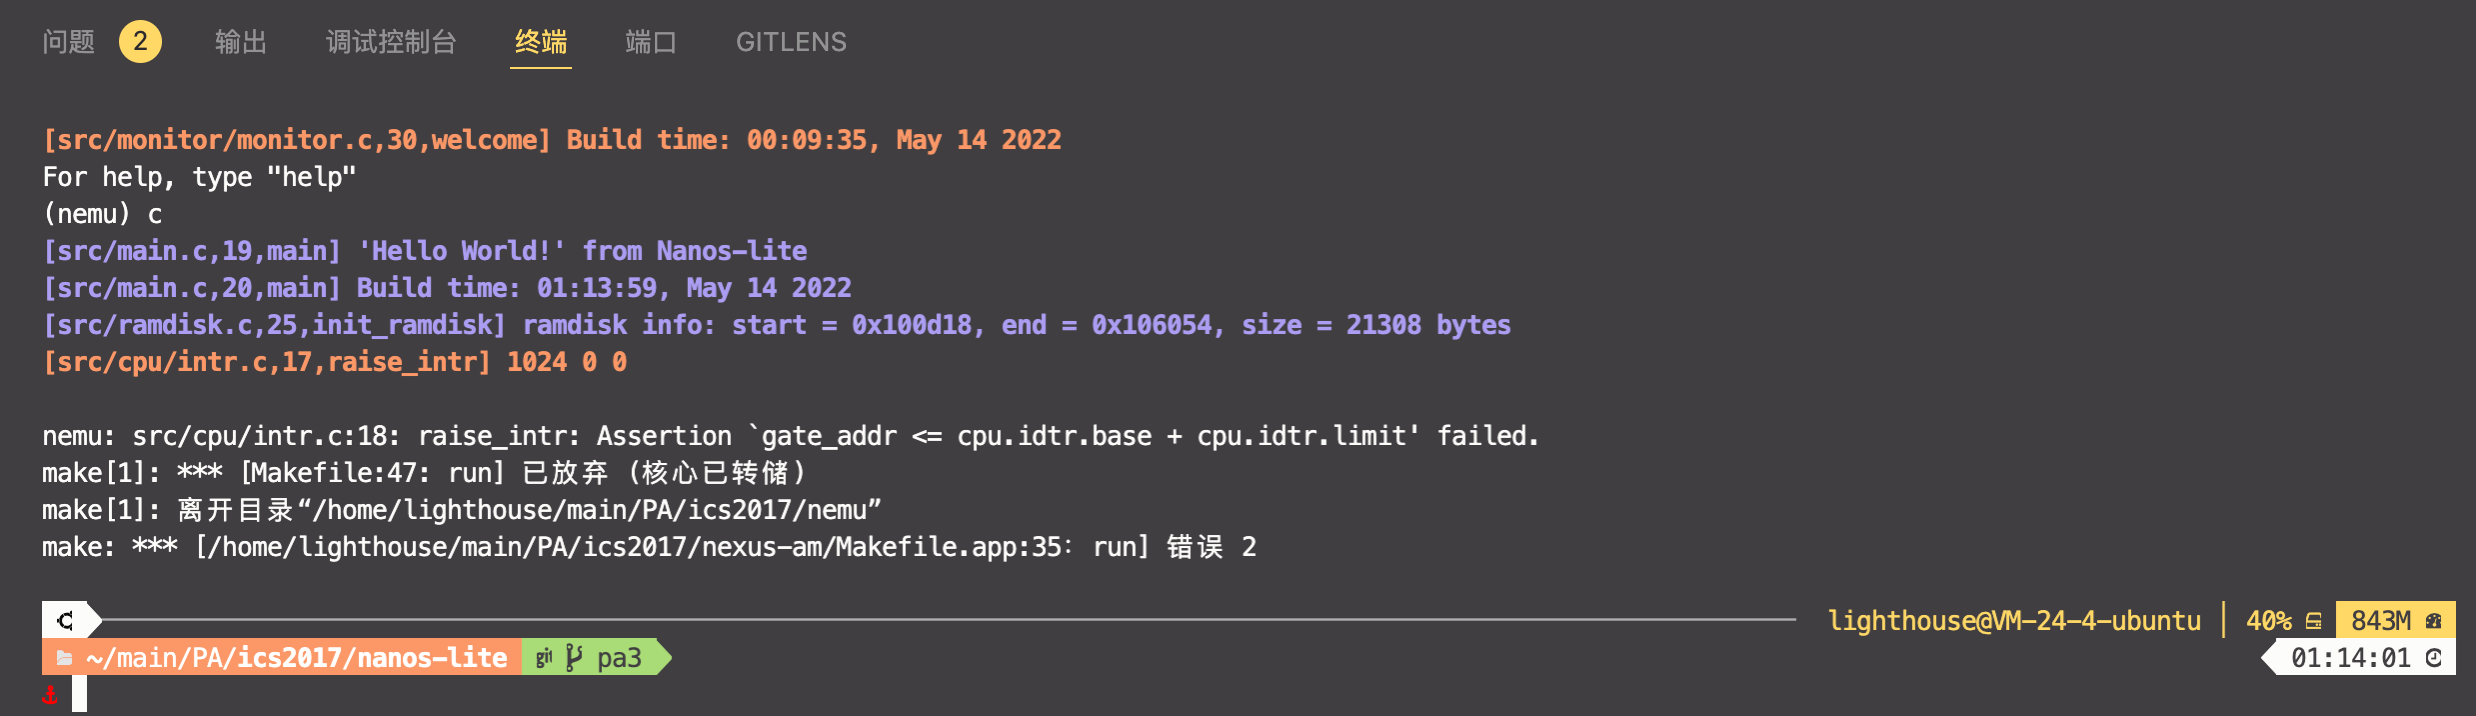 问题 2 输出 调试控制台 终端 端口 GITLENS
[src/monitor/monitor.c,30,welcome] Build time: 00:09:35, May 14 2022
For help, type "help"
(nemu) c
[src/main.c,19,main] 'Hello World!' from Nanos-lite
[src/main.c,20,main] Build time: 01:13:59, May 14 2022
[src/ramdisk.c,25,init_ramdisk] ramdisk info: start = 0x100d18, end = 0x106054, size = 21308 bytes
[src/cpu/intr.c,17,raise_intr] 1024 0 0
nemu: src/cpu/intr.c:18: raise_intr: Assertion `gate_addr <= cpu.idtr.base + cpu.idtr.limit' failed.
make[1]: *** [Makefile:47: run] 已放弃 (核心已转储)
make[1]: 离开目录“/home/lighthouse/main/PA/ics2017/nemu”
make: *** [/home/lighthouse/main/PA/ics2017/nexus-am/Makefile.app:35: run] 错误 2
lighthouse@VM-24-4-ubuntu 40% 843M
~/main/PA/ics2017/nanos-lite git pa3 01:14:01